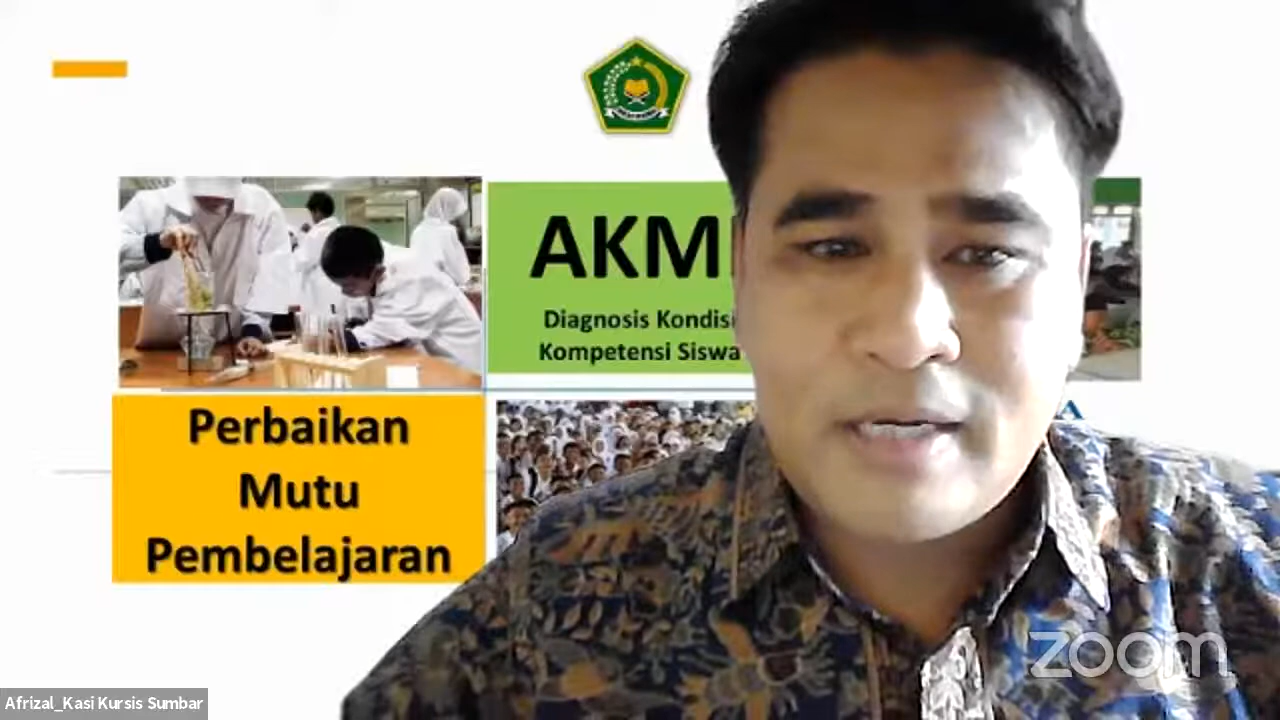 AKM
Diagnosis Kondisi
Kompetensi Siswa
Perbaikan
Mutu
Pembelajaran
A
zoom
Afrizal_Kasi Kursis Sumbar